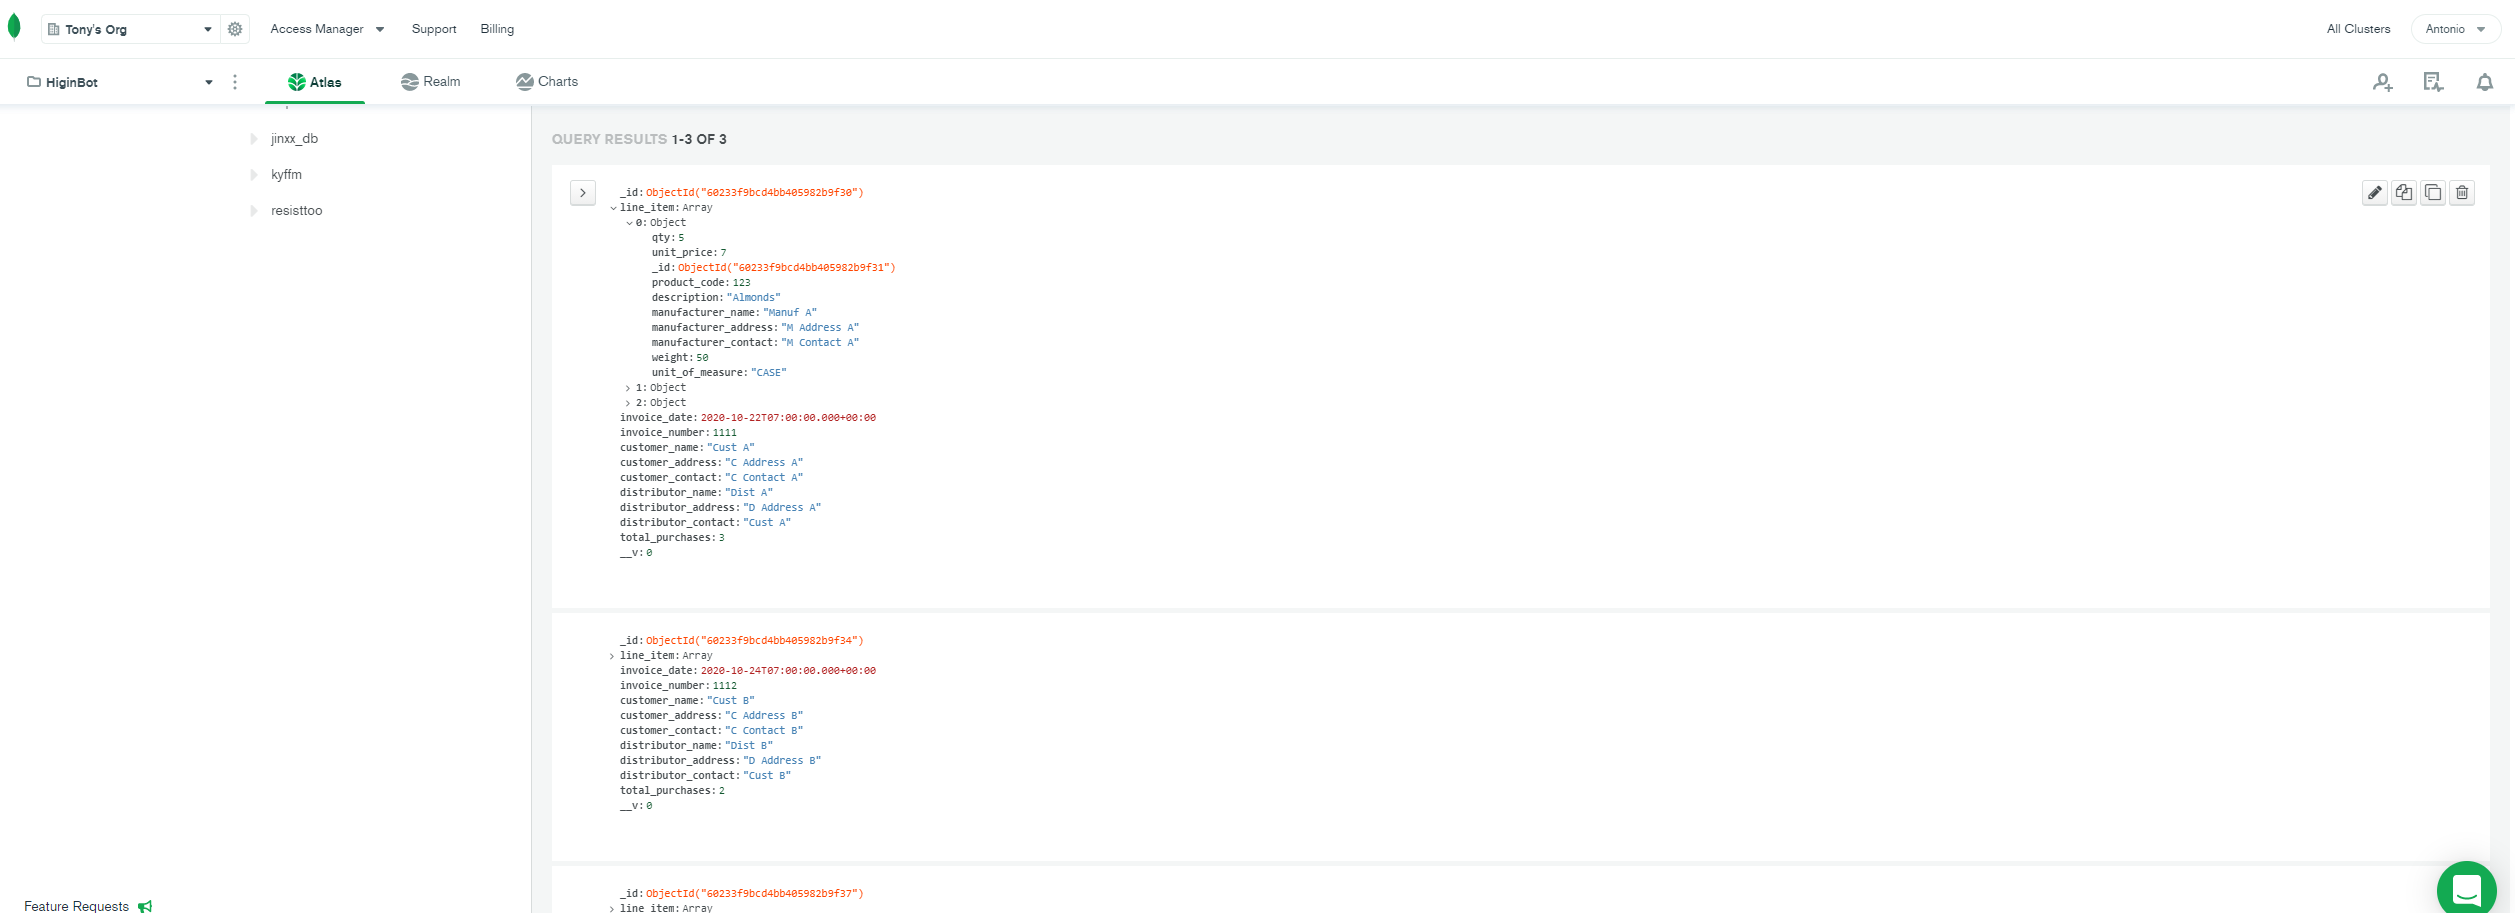 Tony's Org
Access Manager
Support
Billing
All Clusters
Antonio
HiginBot
Atlas
Realm
Charts
jinxx_db
kyffm
resisttoo
QUERY RESULTS 1-3 OF 3
_id: ObjectId("60233f9bcd4bb405982b9f30")
line_item: Array
0: Object
qty: 5
unit_price: 7
_id: ObjectId("60233f9bcd4bb405982b9f31")
product_code: 123
description: "Almonds"
manufacturer_name: "Manuf A"
manufacturer_address: "M Address A"
manufacturer_contact: "M Contact A"
weight: 50
unit_of_measure: "CASE"
1: Object
2: Object
invoice_date: 2020-10-22T07:00:00.000+00:00
invoice_number: 1111
customer_name: "Cust A"
customer_address: "C Address A"
customer_contact: "C Contact A"
distributor_name: "Dist A"
distributor_address: "D Address A"
distributor_contact: "Cust A"
total_purchases: 3
__v: 0
_id: ObjectId("60233f9bcd4bb405982b9f34")
line_item: Array
invoice_date: 2020-10-24T07:00:00.000+00:00
invoice_number: 1112
customer_name: "Cust B"
customer_address: "C Address B"
customer_contact: "C Contact B"
distributor_name: "Dist B"
distributor_address: "D Address B"
distributor_contact: "Cust B"
total_purchases: 2
__v: 0
_id: ObjectId("60233f9bcd4bb405982b9f37")
line_item: Array
Feature Requests